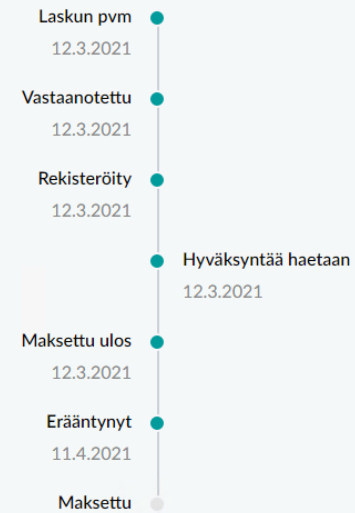 Laskun pvm
12.3.2021
Vastaanotettu
12.3.2021
Rekisteröity
12.3.2021
Hyväksyntää haetaan
12.3.2021
Maksettu ulos
12.3.2021
Erääntynyt
11.4.2021
Maksettu